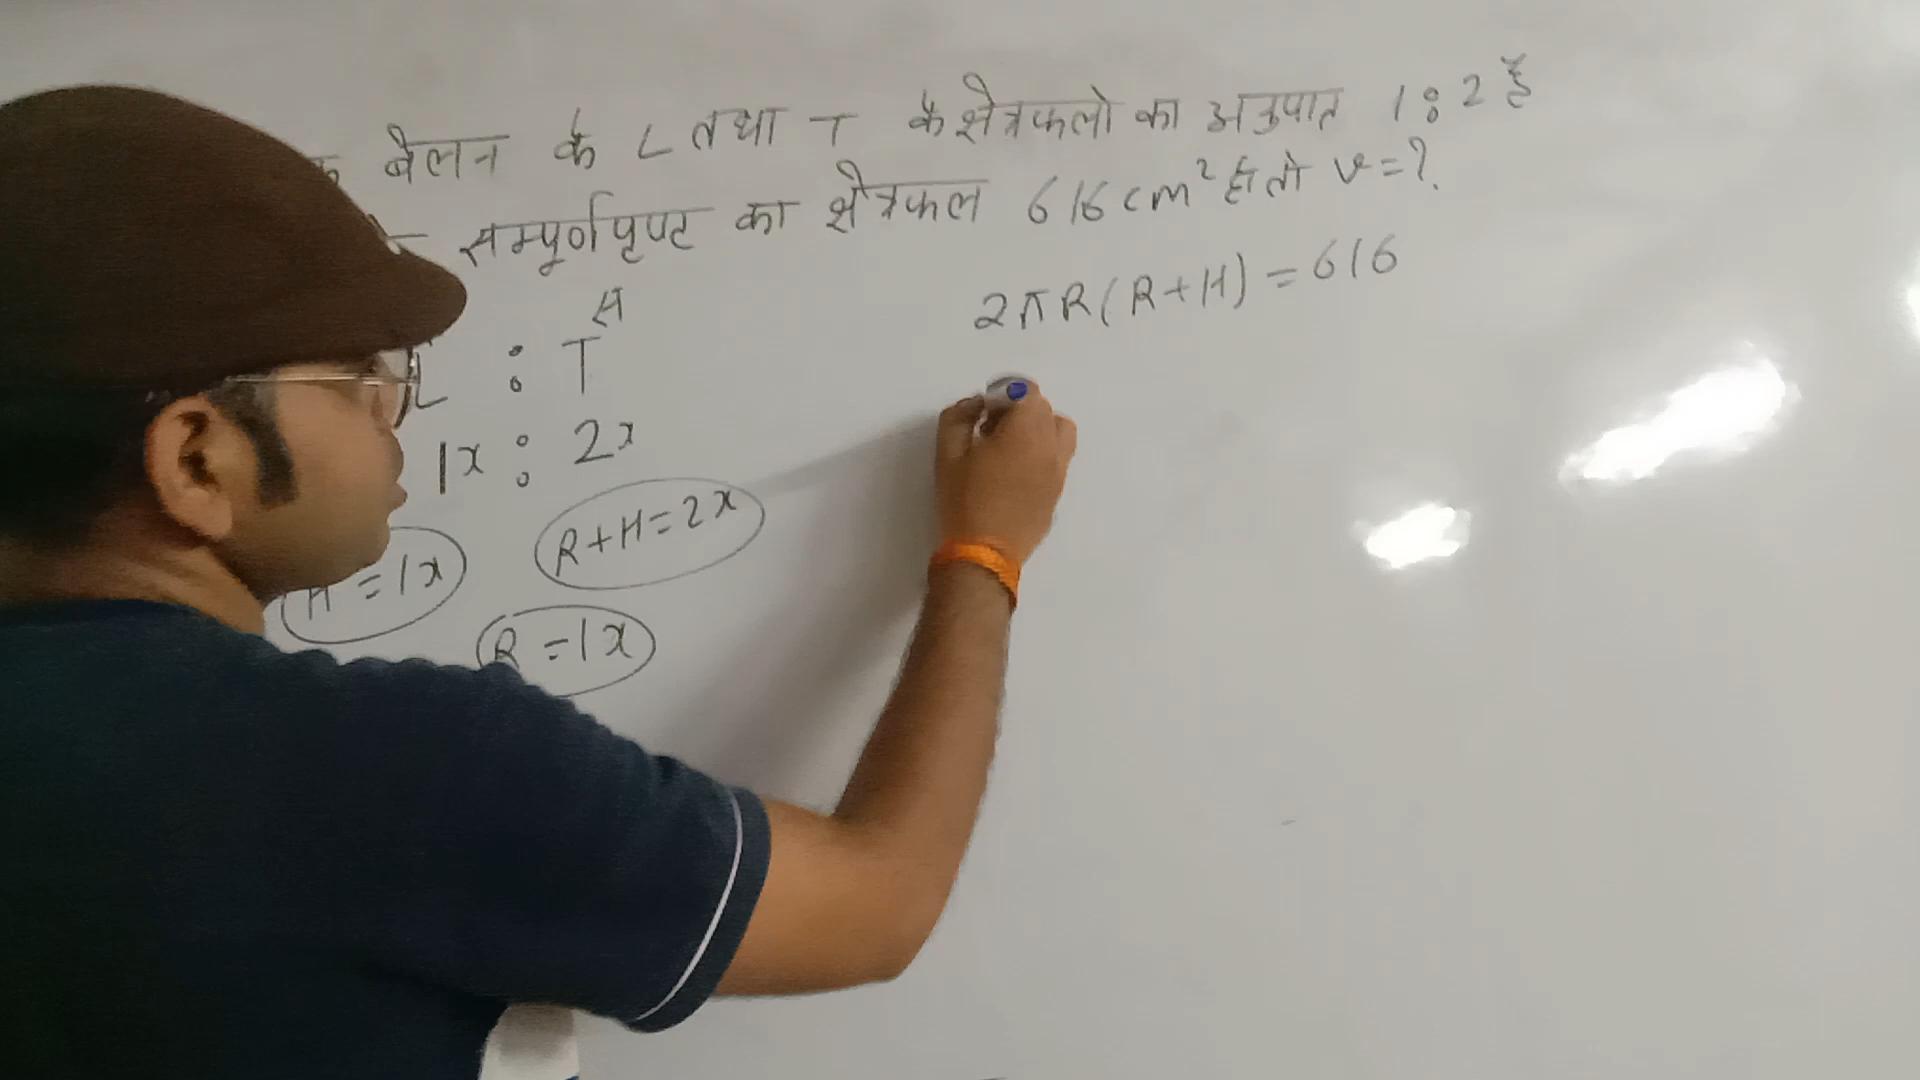 बेलन के L तथा T के क्षेत्रफलो का अनुपात 1:2 है
सम्पूर्णपृष्ट का क्षेत्रफल 616 cm² हो तो v=?
2πR(R+H)=616
स
L : T
1x : 2x
R+H=2x
H=1x
R=1x